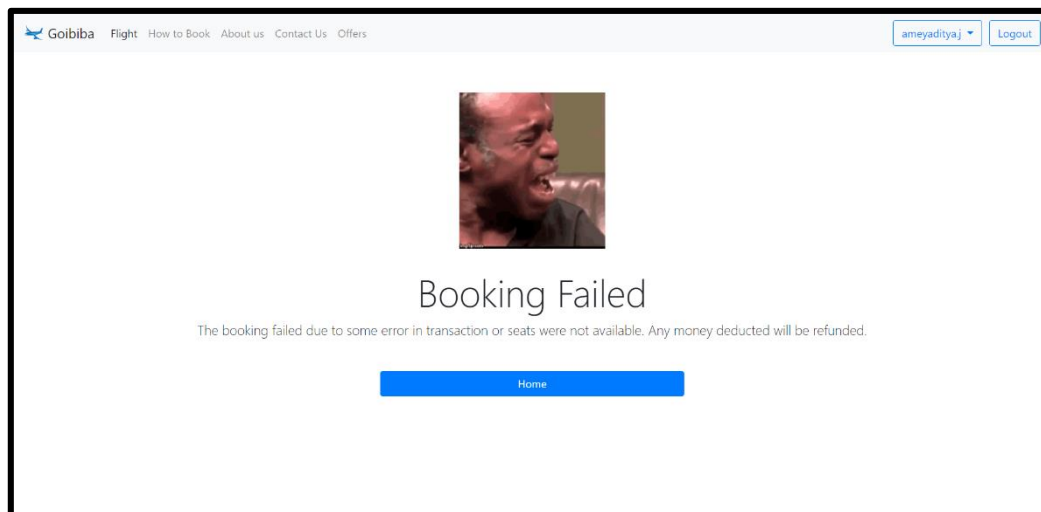 Goibiba Flight How to Book About us Contact Us Offers ameyaditya.j Logout
Booking Failed
The booking failed due to some error in transaction or seats were not available. Any money deducted will be refunded.
Home